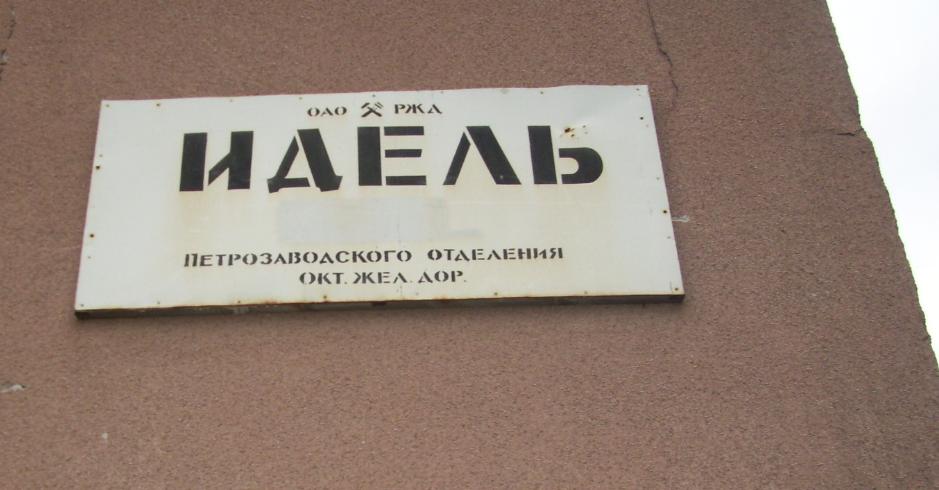 ОАО РЖД
ИДЕЛЬ
ПЕТРОЗАВОДСКОГО ОТДЕЛЕНИЯ
ОКТ. ЖЕЛ. ДОР.